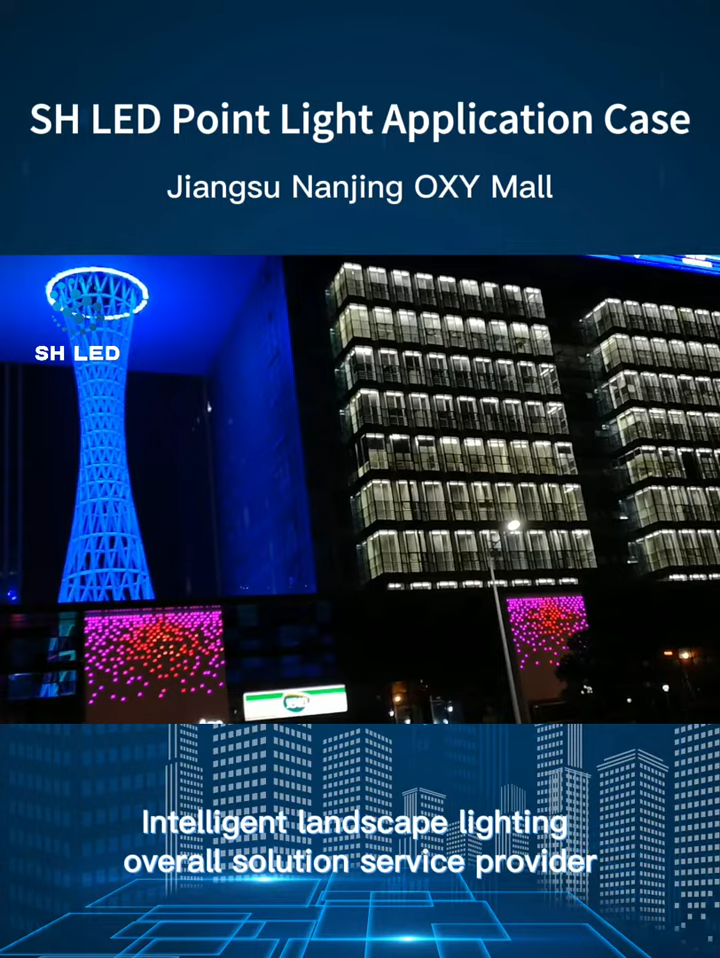 SH LED Point Light Application Case
Jiangsu Nanjing OXY Mall
SH LED
Intelligent landscape lighting
overall solution service provider